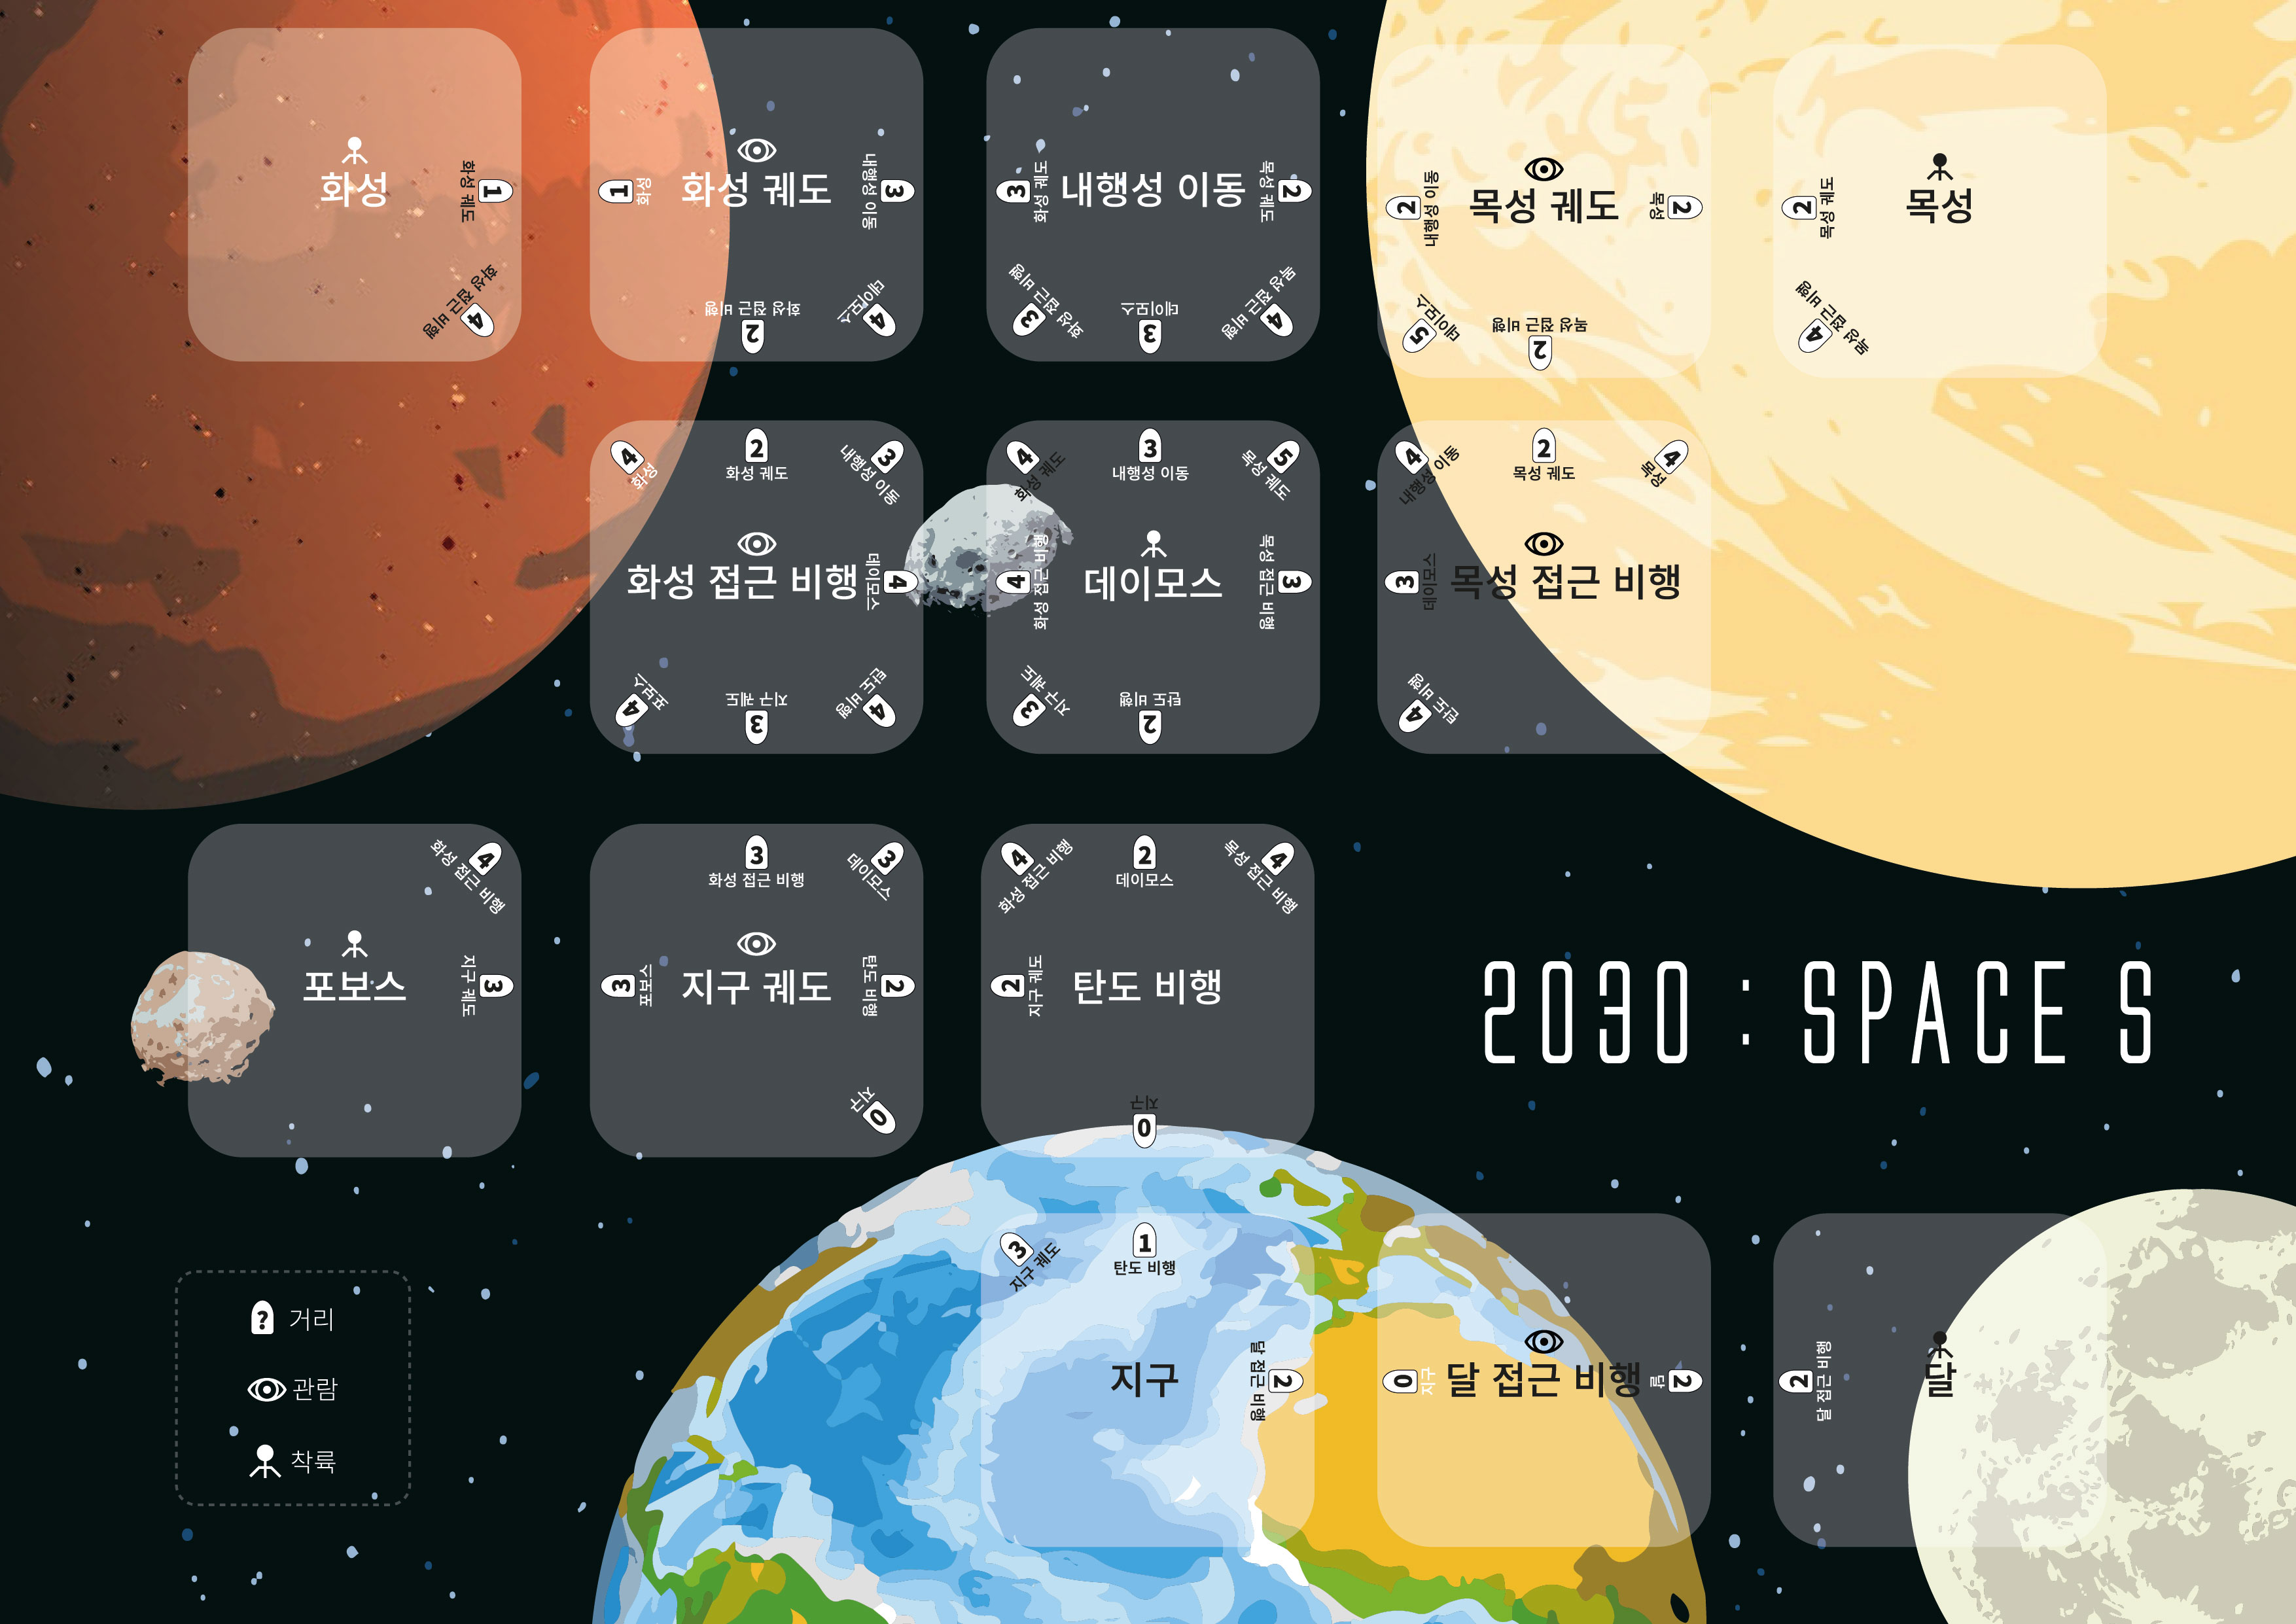 화성
1
화성 궤도
4
화성 접근 비행
화성 궤도
1
화성
3
내행성 이동
2
화성 접근 비행
4
데이모스
내행성 이동
3
화성 궤도
2
목성 궤도
3
화성 접근 비행
3
데이모스
4
목성 접근 비행
목성 궤도
2
내행성 이동
2
목성
5
데이모스
2
목성 접근 비행
목성
2
목성 궤도
4
목성 접근 비행
4
화성
2
화성 궤도
3
내행성 이동
화성 접근 비행
4
데이모스
4
포보스
3
지구 궤도
4
탄도 비행
4
화성 궤도
3
내행성 이동
5
목성 궤도
4
화성 접근 비행
데이모스
3
목성 접근 비행
3
지구 궤도
2
탄도 비행
4
내행성 이동
2
목성 궤도
4
목성
3
데이모스
목성 접근 비행
4
탄도 비행
4
화성 접근 비행
포보스
3
지구 궤도
3
화성 접근 비행
3
데이모스
3
포보스
지구 궤도
2
탄도 비행
0
지구
4
화성 접근 비행
2
데이모스
4
목성 접근 비행
2
지구 궤도
탄도 비행
0
지구
2030 : SPACE S
3
지구 궤도
1
탄도 비행
지구
2
달 접근 비행
0
지구
달 접근 비행
2
달
2
달 접근 비행
달
? 거리
관람
착륙